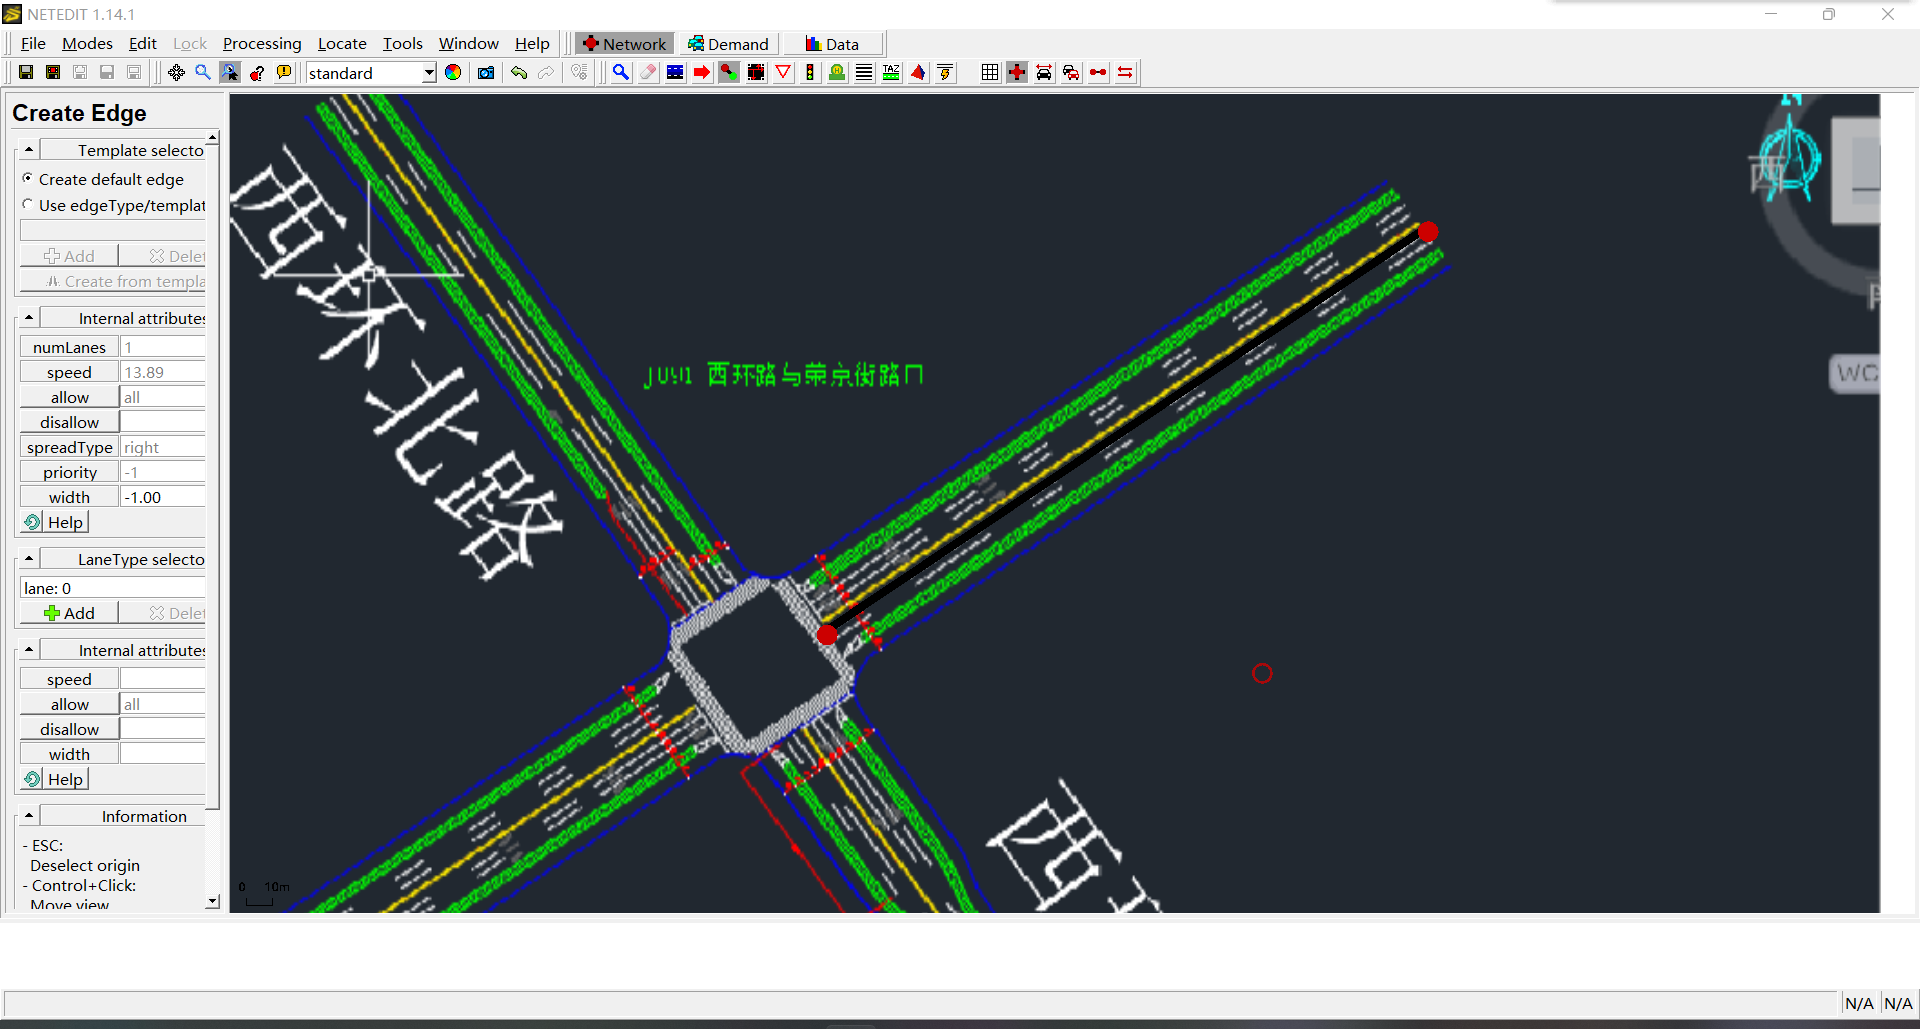 NETEDIT 1.14.1
File Modes Edit Lock Processing Locate Tools Window Help Network Demand Data
standard
TAZ
Create Edge
Template selecto
Create default edge
Use edgeType/templat
Add Delet
Create from templa
Internal attributes
numLanes 1
speed 13.89
allow all
disallow
spreadType right
priority -1
width -1.00
Help
LaneType selecto
lane: 0
Add Delet
Internal attributes
speed
allow all
disallow
width
Help
Information
- ESC:
Deselect origin
- Control+Click:
Move view
西环北路
J091 西环路与荣京街路口
N
西
WC
西
0 10m
N/A N/A